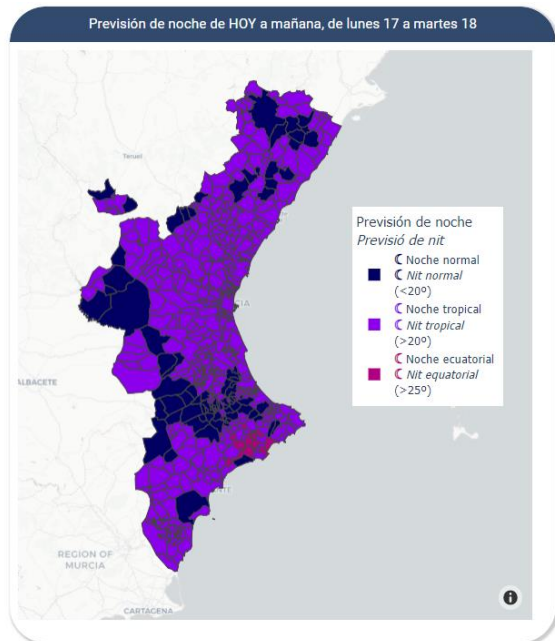 Previsión de noche de HOY a mañana, de lunes 17 a martes 18
Teruel
Previsión de noche
Previsió de nit
Noche normal
Nit normal
(<20º)
Noche tropical
Nit tropical
(>20º)
Noche ecuatorial
Nit equatorial
(>25º)
ALBACETE
REGION OF
MURCIA
CARTAGENA